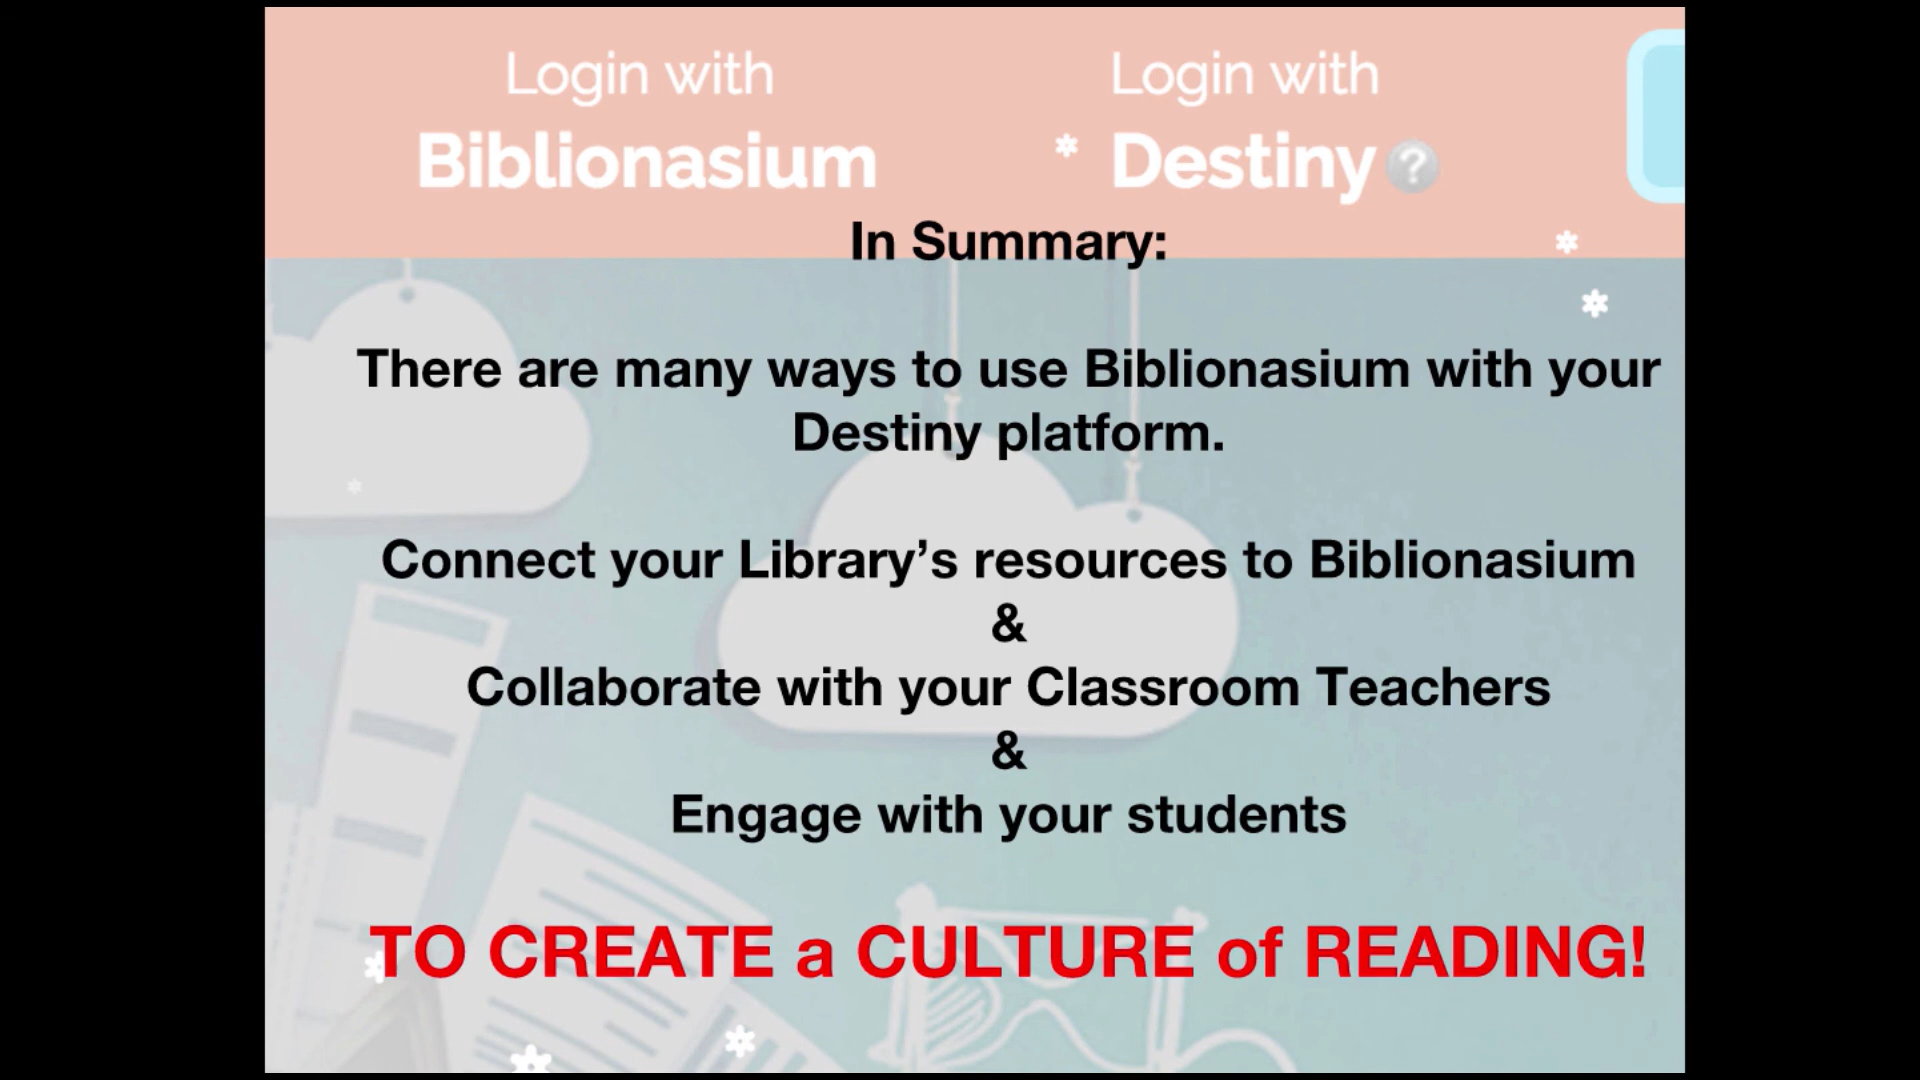 Login with
Biblionasium
Login with
Destiny ?
In Summary:
There are many ways to use Biblionasium with your
Destiny platform.
Connect your Library’s resources to Biblionasium
&
Collaborate with your Classroom Teachers
&
Engage with your students
TO CREATE a CULTURE of READING!